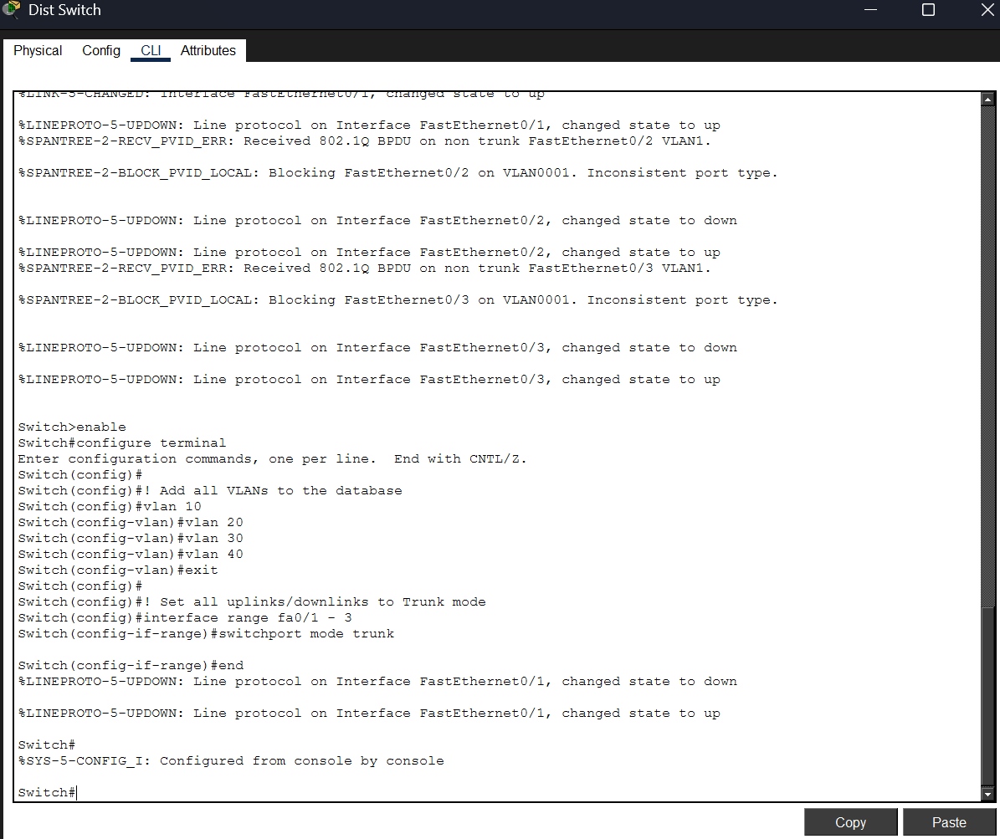 Dist Switch
Physical Config CLI Attributes
%LINK-5-CHANGED: Interface FastEthernet0/1, changed state to up
%LINEPROTO-5-UPDOWN: Line protocol on Interface FastEthernet0/1, changed state to up
%SPANTREE-2-RECV_PVID_ERR: Received 802.1Q BPDU on non trunk FastEthernet0/2 VLAN1.
%SPANTREE-2-BLOCK_PVID_LOCAL: Blocking FastEthernet0/2 on VLAN0001. Inconsistent port type.
%LINEPROTO-5-UPDOWN: Line protocol on Interface FastEthernet0/2, changed state to down
%LINEPROTO-5-UPDOWN: Line protocol on Interface FastEthernet0/2, changed state to up
%SPANTREE-2-RECV_PVID_ERR: Received 802.1Q BPDU on non trunk FastEthernet0/3 VLAN1.
%SPANTREE-2-BLOCK_PVID_LOCAL: Blocking FastEthernet0/3 on VLAN0001. Inconsistent port type.
%LINEPROTO-5-UPDOWN: Line protocol on Interface FastEthernet0/3, changed state to down
%LINEPROTO-5-UPDOWN: Line protocol on Interface FastEthernet0/3, changed state to up
Switch>enable
Switch#configure terminal
Enter configuration commands, one per line.  End with CNTL/Z.
Switch(config)#
Switch(config)#! Add all VLANs to the database
Switch(config)#vlan 10
Switch(config-vlan)#vlan 20
Switch(config-vlan)#vlan 30
Switch(config-vlan)#vlan 40
Switch(config-vlan)#exit
Switch(config)#
Switch(config)#! Set all uplinks/downlinks to Trunk mode
Switch(config)#interface range fa0/1 - 3
Switch(config-if-range)#switchport mode trunk
Switch(config-if-range)#end
%LINEPROTO-5-UPDOWN: Line protocol on Interface FastEthernet0/1, changed state to down
%LINEPROTO-5-UPDOWN: Line protocol on Interface FastEthernet0/1, changed state to up
Switch#
%SYS-5-CONFIG_I: Configured from console by console
Switch#
Copy Paste